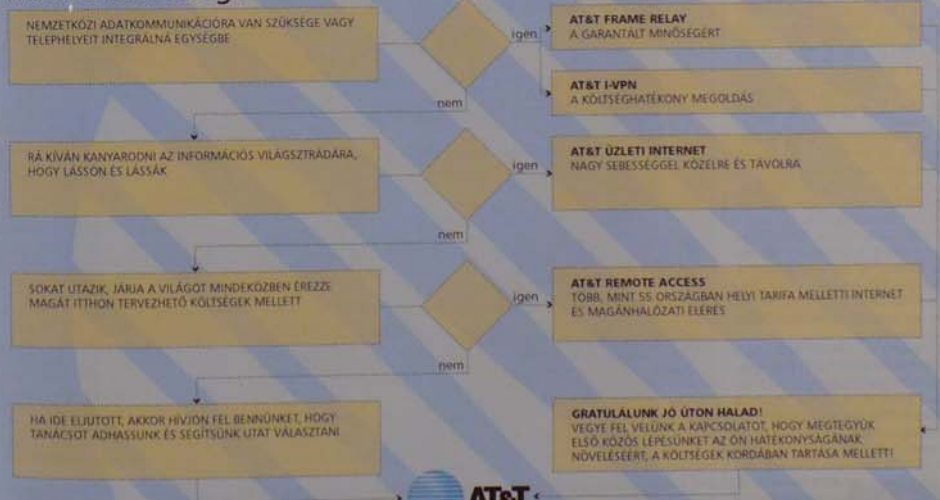 NEMZETKÖZI ADATKOMMUNIKÁCIÓRA VAN SZÜKSÉGE VAGY
TELEPHELYEIT INTEGRÁLNÁ EGYSÉGBE
igen
AT&T FRAME RELAY
A GARANTÁLT MINŐSÉGÉRT
AT&T I-VPN
A KÖLTSÉGHATÉKONY MEGOLDÁS
nem
RÁ KÍVÁN KANYARODNI AZ INFORMÁCIÓS VILÁGSZTRÁDÁRA,
HOGY LÁSSON ÉS LÁSSÁK
igen
AT&T ÜZLETI INTERNET
NAGY SEBESSÉGGEL KÖZELRE ÉS TÁVOLRA
nem
SOKAT UTAZIK, JÁRJA A VILÁGOT MINDEKÖZBEN ÉREZZE
MAGÁT ITTHON TERVEZHETŐ KÖLTSÉGEK MELLETT
igen
AT&T REMOTE ACCESS
TÖBB, MINT 55 ORSZÁGBAN HELYI TARIFA MELLETTI INTERNET
ÉS MAGÁNHÁLÓZATI ELÉRÉS
nem
HA IDE ELJUTOTT, AKKOR HÍVJON FEL BENNÜNKET, HOGY
TANÁCSOT ADHASSUNK ÉS SEGÍTSÜNK UTAT VÁLASZTANI
GRATULÁLUNK JÓ ÚTON HALAD!
VEGYE FEL VELÜNK A KAPCSOLATOT, HOGY MEGTEGYÜK
ELSŐ KÖZÖS LÉPÉSÜNKET AZ ÖN HATÉKONYSÁGÁNAK
NÖVELÉSÉÉRT, A KÖLTSÉGEK KORDÁBAN TARTÁSA MELLETT!
AT&T